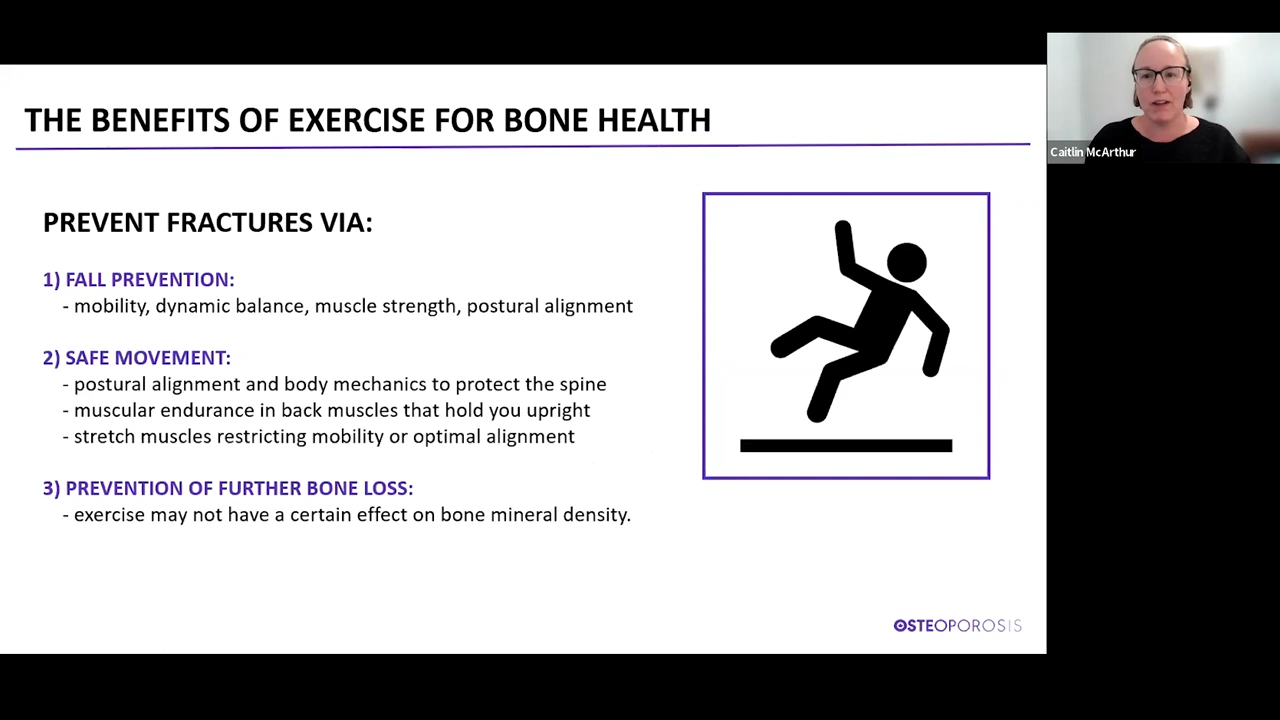 THE BENEFITS OF EXERCISE FOR BONE HEALTH
Caitlin McArthur
PREVENT FRACTURES VIA:
1) FALL PREVENTION:
- mobility, dynamic balance, muscle strength, postural alignment
2) SAFE MOVEMENT:
- postural alignment and body mechanics to protect the spine
- muscular endurance in back muscles that hold you upright
- stretch muscles restricting mobility or optimal alignment
3) PREVENTION OF FURTHER BONE LOSS:
- exercise may not have a certain effect on bone mineral density.
OSTEOPOROSIS